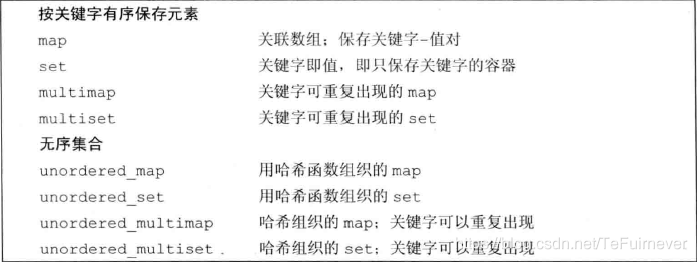 按关键字有序保存元素
map 关联数组；保存关键字-值对
set 关键字即值，即只保存关键字的容器
multimap 关键字可重复出现的 map
multiset 关键字可重复出现的 set
无序集合
unordered_map 用哈希函数组织的 map
unordered_set 用哈希函数组织的 set
unordered_multimap 哈希组织的 map；关键字可以重复出现
unordered_multiset 哈希组织的 set；关键字可以重复出现
https://blog.csdn.net/TeFuirnever